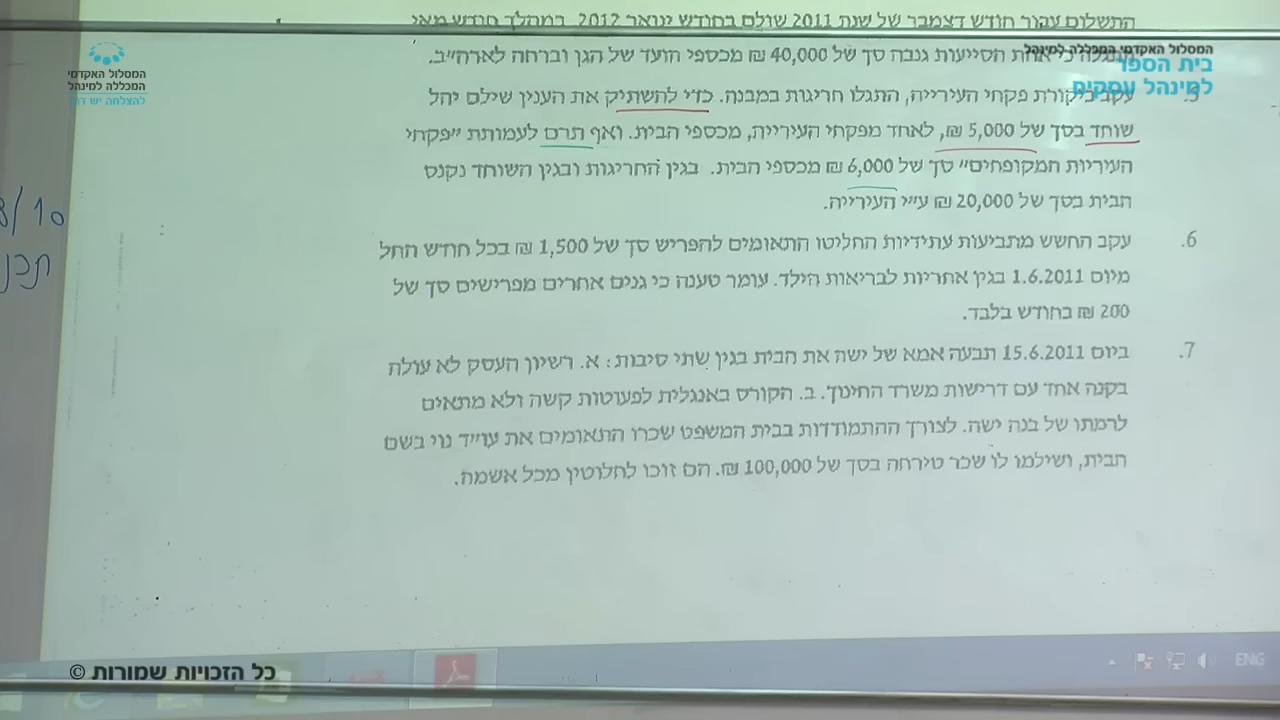 התשלום עבור חודש דצמבר של שנת 2011 שולם בחודש ינואר 2012. במהלך חודש מאי
כי אחת הסייעות גנבה סך של 40,000 ₪ מכספי הועד של הגן וברחה לארה״ב.
5. עקב ביקורת פקחי העירייה, התגלו חריגות במבנה. כדי להשתיק את הענין שילם יהל
שוחד בסך של 5,000 ₪, לאחד מפקחי העירייה, מכספי הבית. ואף תרם לעמותת ״פקחי
העיריות המקופחים״ סך של 6,000 ₪ מכספי הבית. בגין החריגות ובגין השוחד נקנס
הבית בסך של 20,000 ₪ ע״י העירייה.
6. עקב החשש מתביעות עתידיות החליטו התאומים להפריש סך של 1,500 ₪ בכל חודש החל
מיום 1.6.2011 בגין אחריות לבריאות הילד. עומר טענה כי גנים אחרים מפרישים סך של
200 ₪ בחודש בלבד.
7. ביום 15.6.2011 תבעה אמא של ישה את הבית בגין שתי סיבות: א. רשיון העסק לא עולה
בקנה אחד עם דרישות משרד החינוך. ב. הקורס באנגלית לפעוטות קשה ולא מתאים
לרמתו של בנה ישה. לצורך ההתמודדות בבית המשפט שכרו התאומים את עו״ד נוי בשם
הבית, ושילמו לו שכר טירחה בסך של 100,000 ₪. הם זוכו לחלוטין מכל אשמה.
המסלול האקדמי המכללה למינהל
בית הספר
למינהל עסקים
המסלול האקדמי
המכללה למינהל
להצלחה יש דרך
/10
תכנ
ENG
כל הזכויות שמורות ©